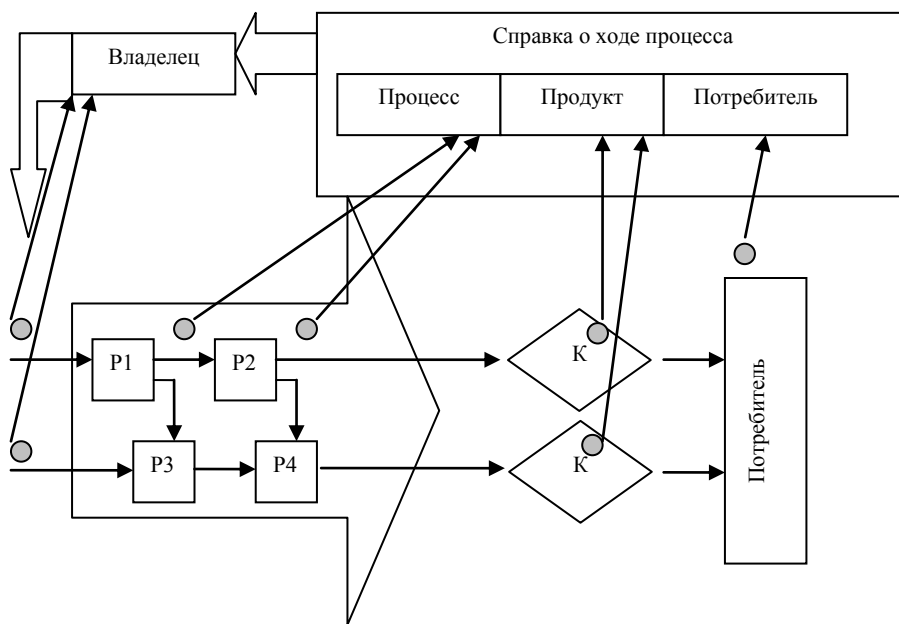 Справка о ходе процесса
Владелец
Процесс
Продукт
Потребитель
P1
P2
К
P3
P4
К
Потребитель